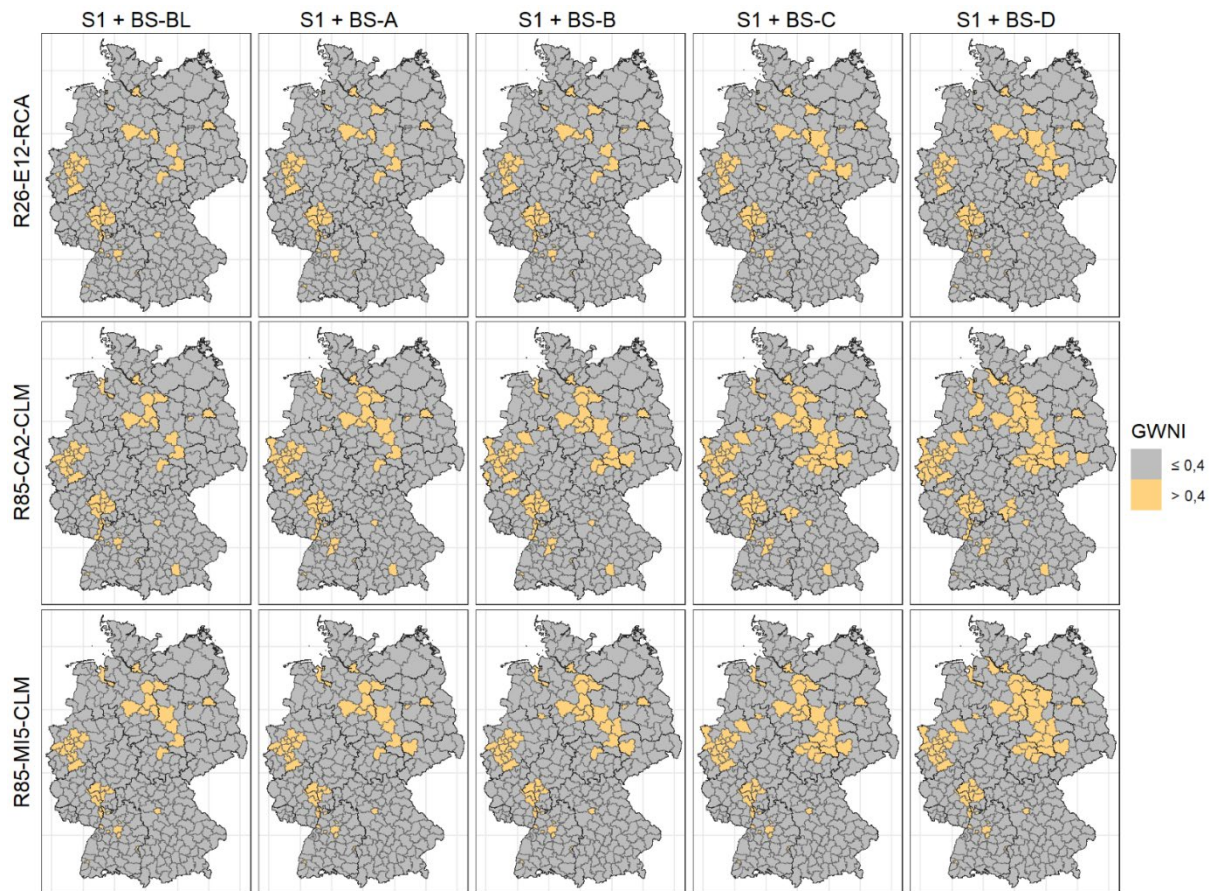 S1 + BS-BL S1 + BS-A S1 + BS-B S1 + BS-C S1 + BS-D
R26-E12-RCA
R85-CA2-CLM
R85-MI5-CLM
GWNI
≤ 0,4
> 0,4